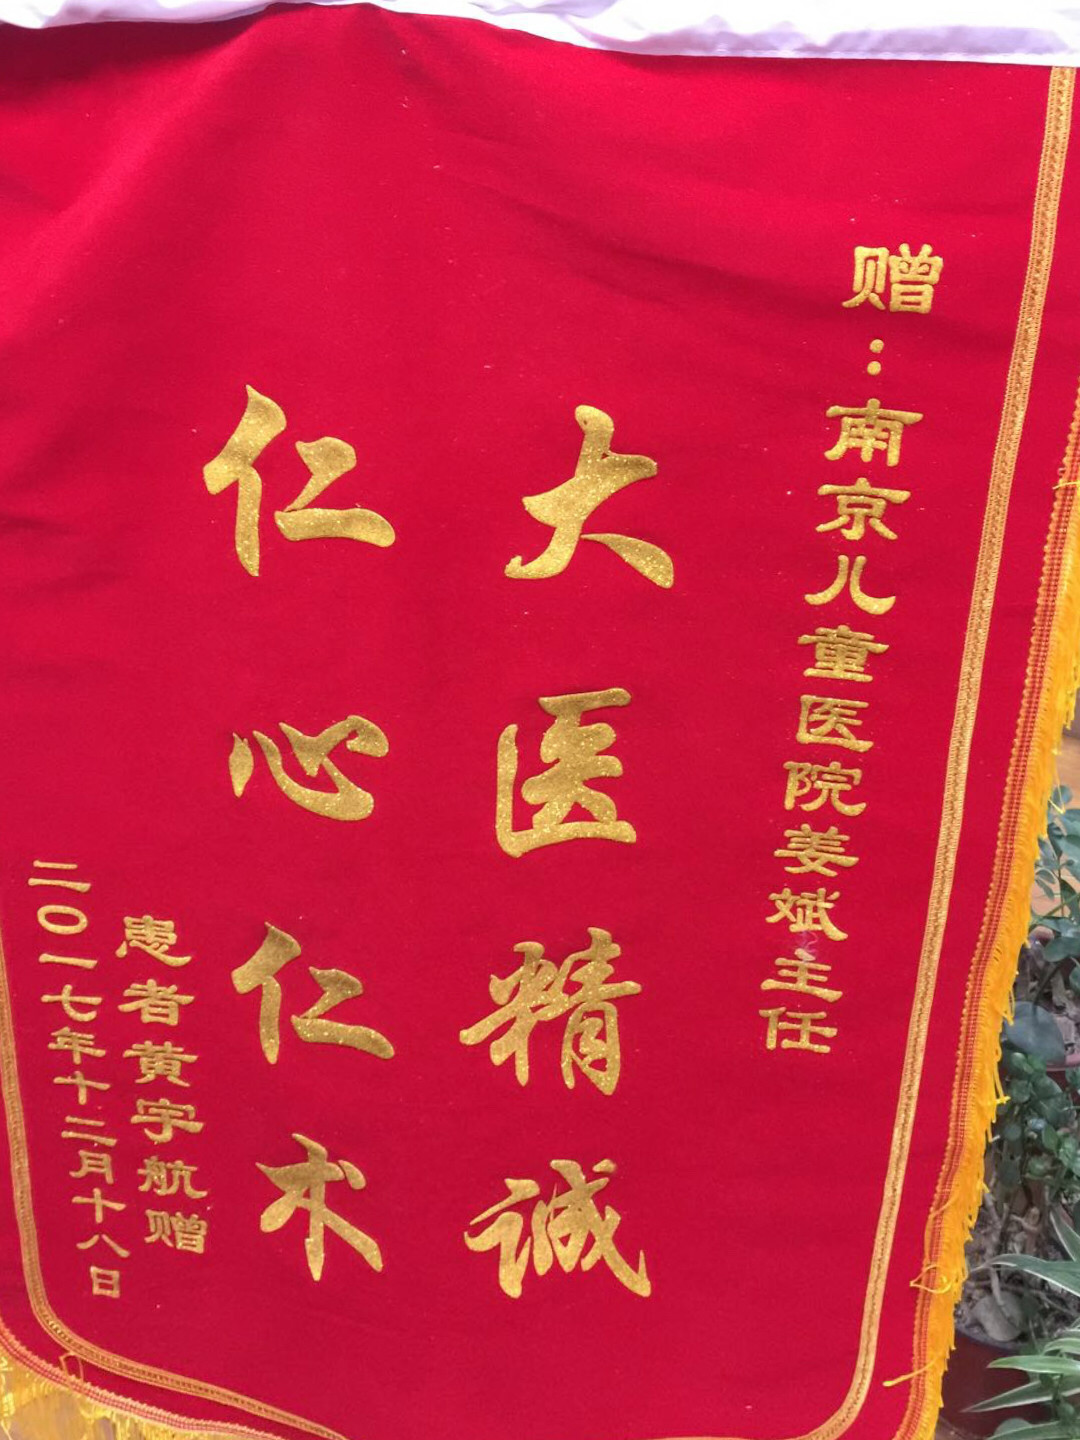 赠：南京儿童医院姜斌主任
大医精诚
仁心仁术
患者黄宇航赠
二〇一七年十二月十八日